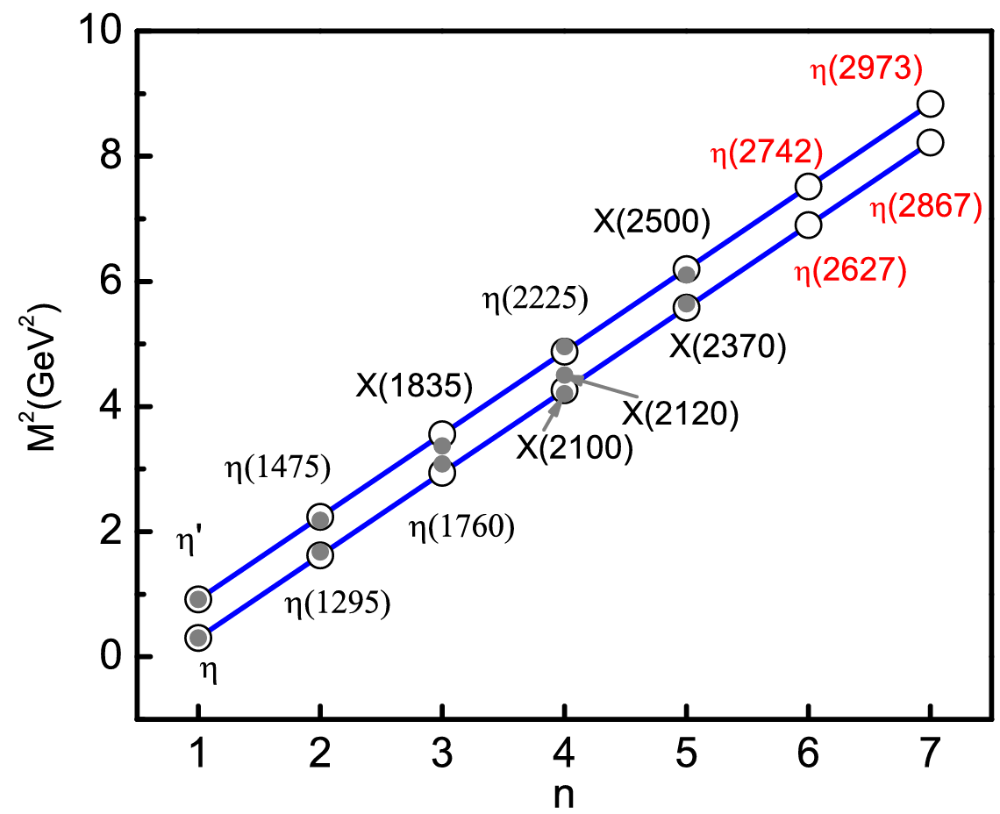 10
8
6
4
2
0
M²(GeV²)
η(2973)
η(2742)
η(2867)
X(2500)
η(2627)
η(2225)
X(2370)
X(1835)
X(2120)
X(2100)
η(1475)
η(1760)
η'
η(1295)
η
1 2 3 4 5 6 7
n